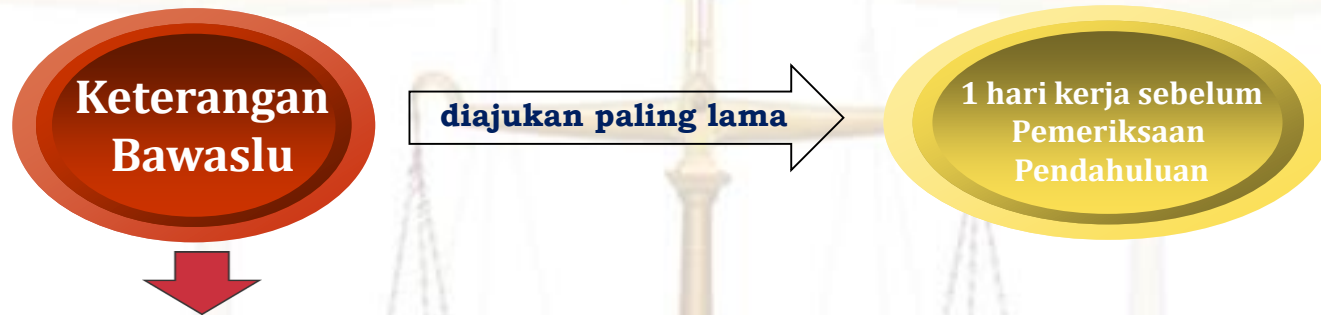 Keterangan
Bawaslu
diajukan paling lama
1 hari kerja sebelum
Pemeriksaan
Pendahuluan